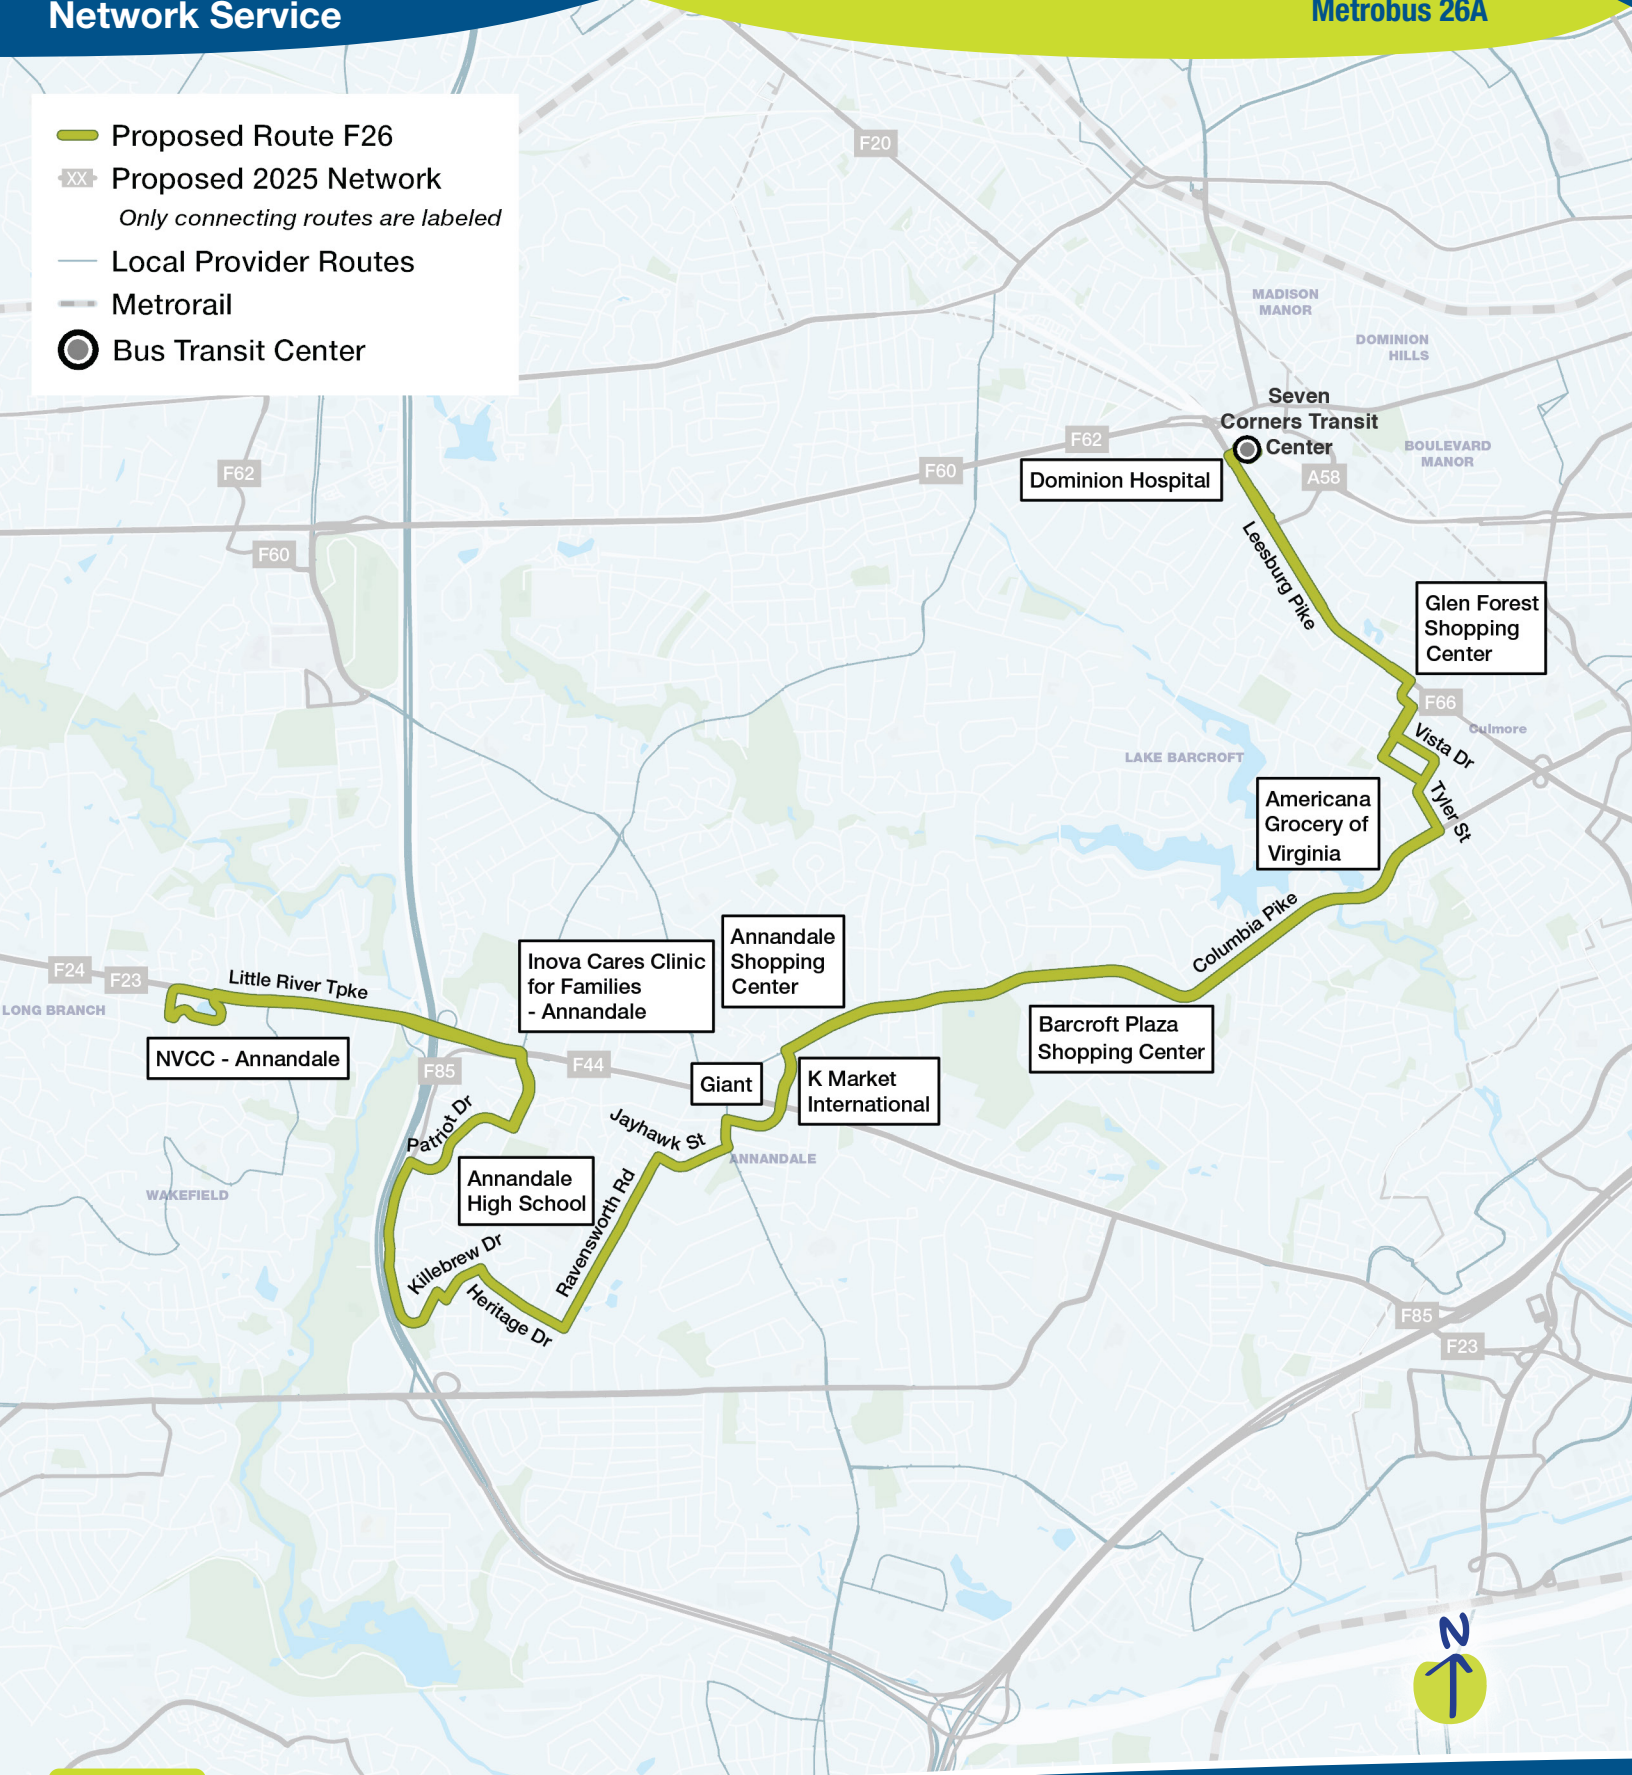 Network Service
Metrobus 26A
Proposed Route F26
XX
Proposed 2025 Network
Only connecting routes are labeled
Local Provider Routes
Metrorail
Bus Transit Center
F20
MADISON
MANOR
DOMINION
HILLS
Seven
Corners Transit
Center
BOULEVARD
MANOR
F62
F60
A58
Dominion Hospital
F62
F60
Leesburg Pike
Glen Forest
Shopping
Center
F66
Culmore
Vista Dr
LAKE BARCROFT
Tyler St
Americana
Grocery of
Virginia
Columbia Pike
Annandale
Shopping
Center
Inova Cares Clinic
for Families
- Annandale
F24
F23
Little River Tpke
LONG BRANCH
Barcroft Plaza
Shopping Center
NVCC - Annandale
F85
F44
Giant
K Market
International
Patriot Dr
Jayhawk St
ANNANDALE
Annandale
High School
WAKEFIELD
Ravensworth Rd
Killebrew Dr
Heritage Dr
F85
F23
N